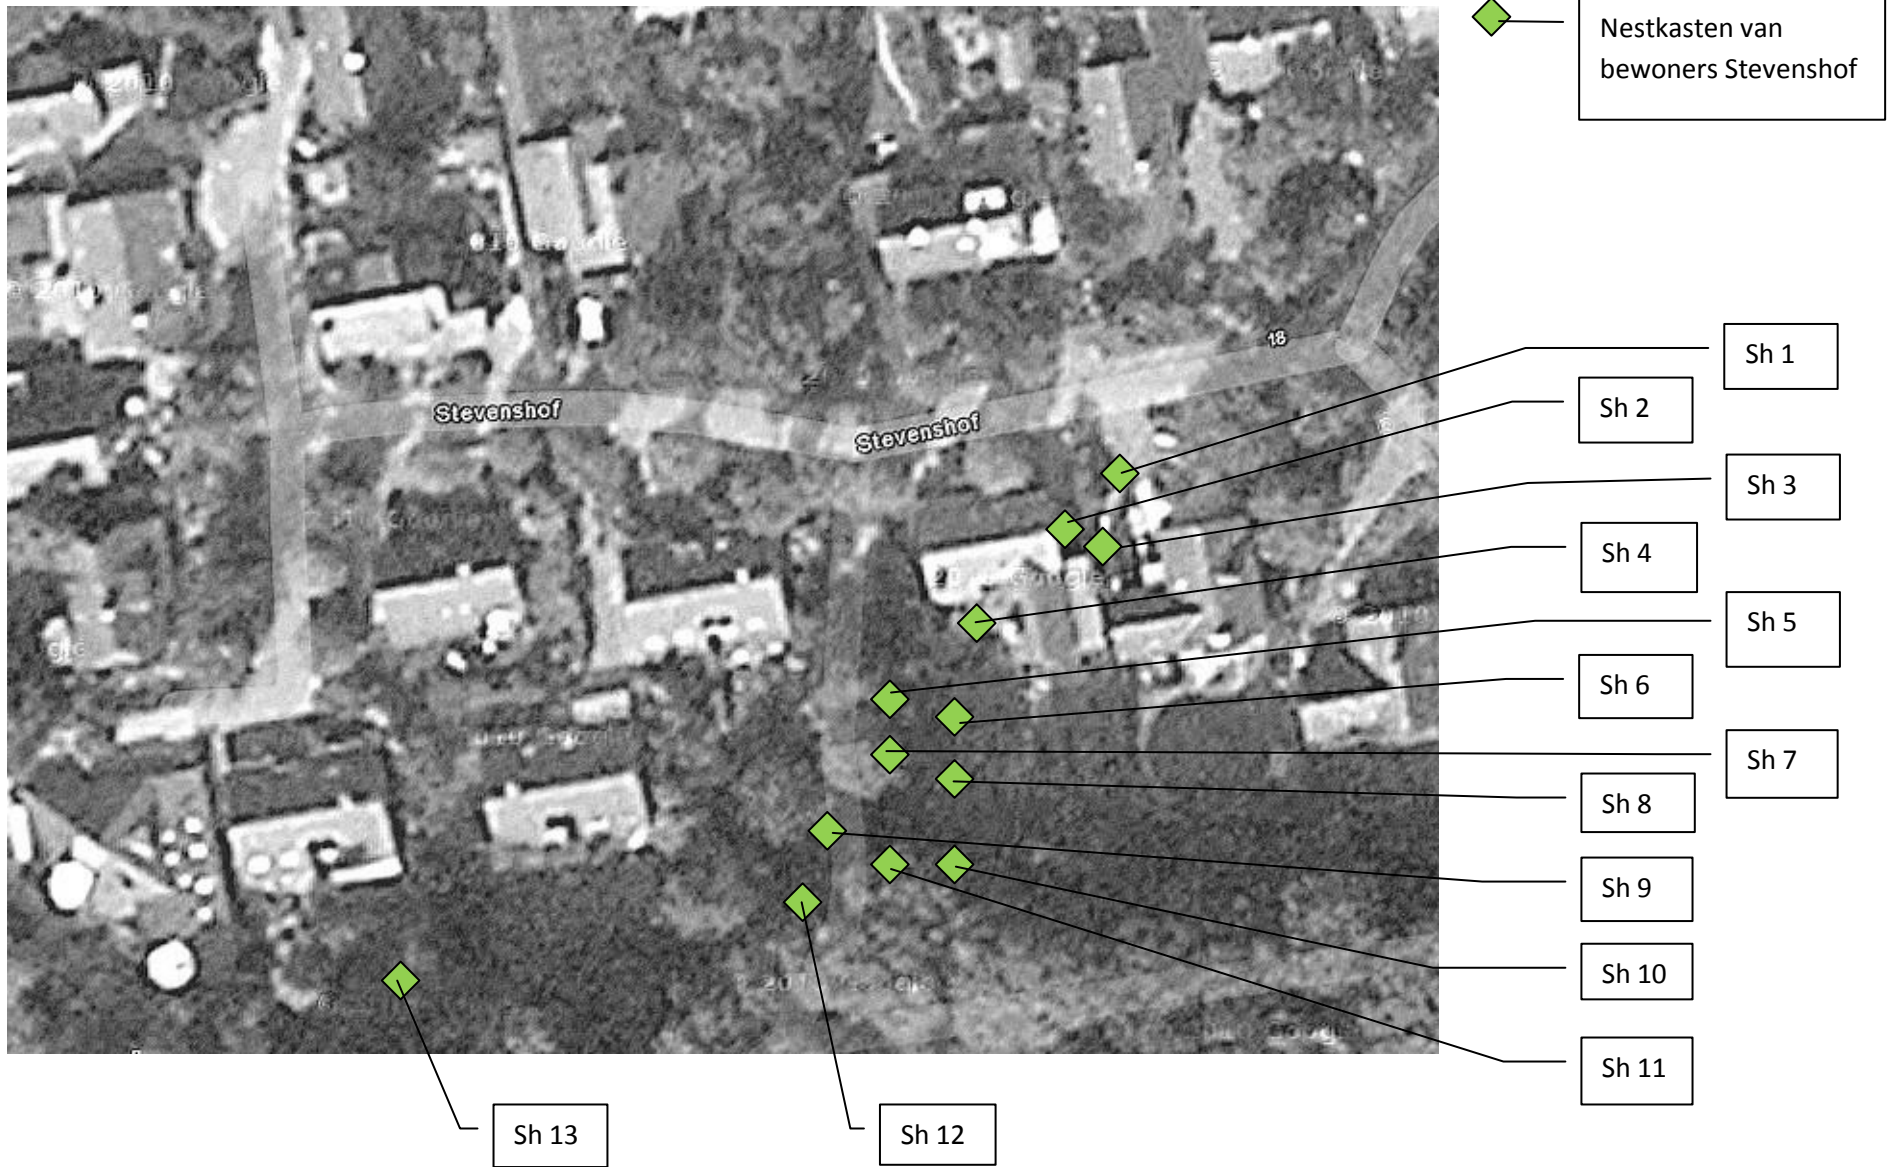 Nestkasten van
bewoners Stevenshof
18
Stevenshof
Stevenshof
Sh 1
Sh 2
Sh 3
Sh 4
Sh 5
Sh 6
Sh 7
Sh 8
Sh 9
Sh 10
Sh 11
Sh 13
Sh 12